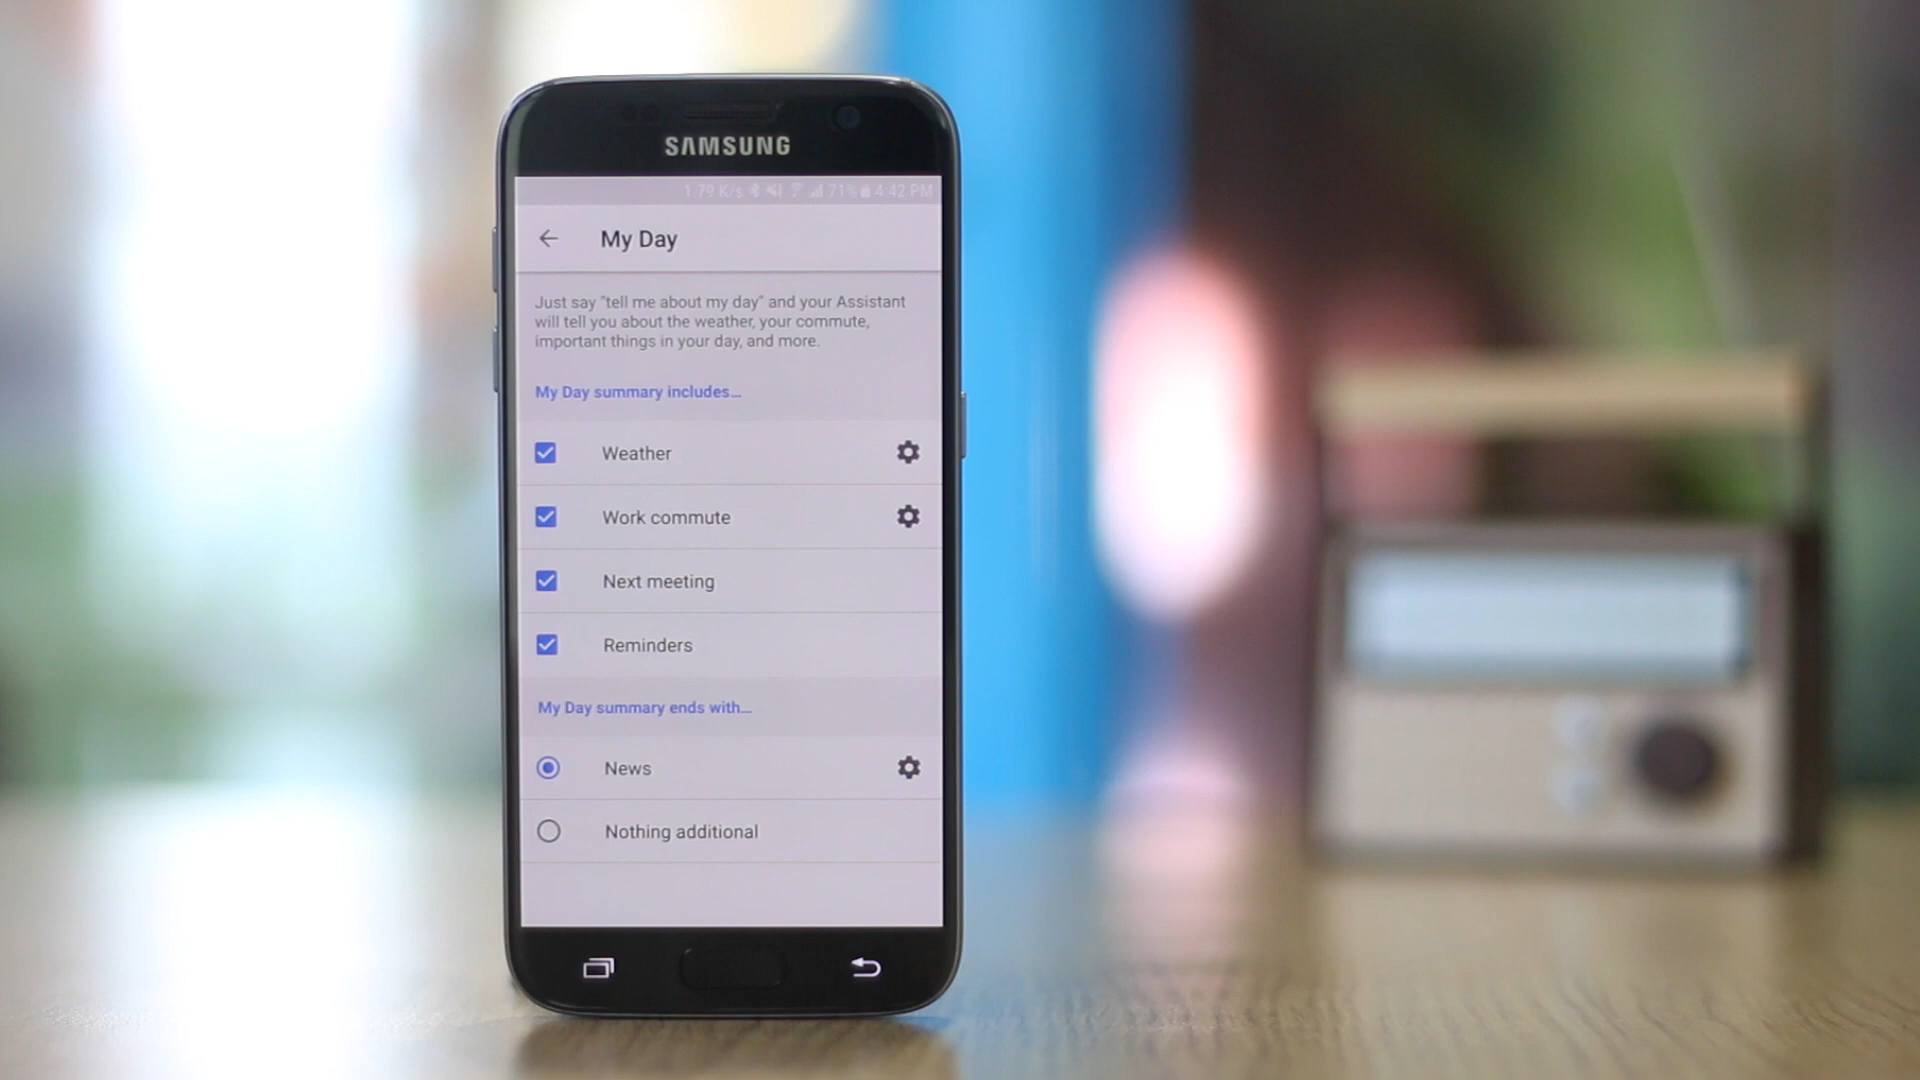 SAMSUNG
1.79 K/s 71% 4:42 PM
My Day
Just say "tell me about my day" and your Assistant
will tell you about the weather, your commute,
important things in your day, and more.
My Day summary includes...
Weather
Work commute
Next meeting
Reminders
My Day summary ends with...
News
Nothing additional